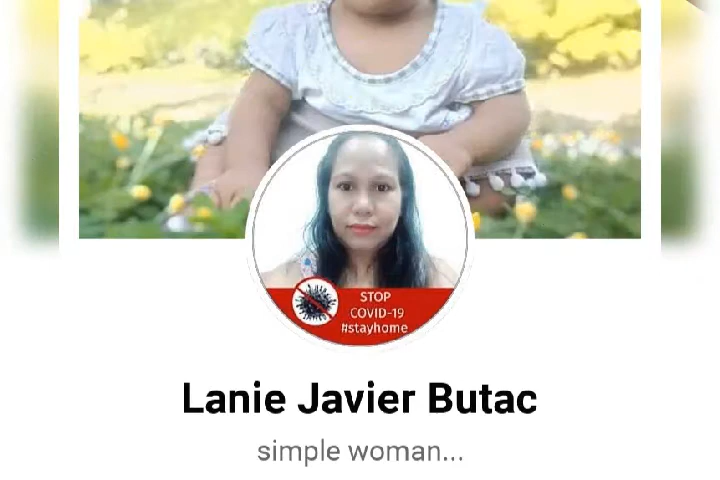 STOP
COVID-19
#stayhome
Lanie Javier Butac
simple woman...